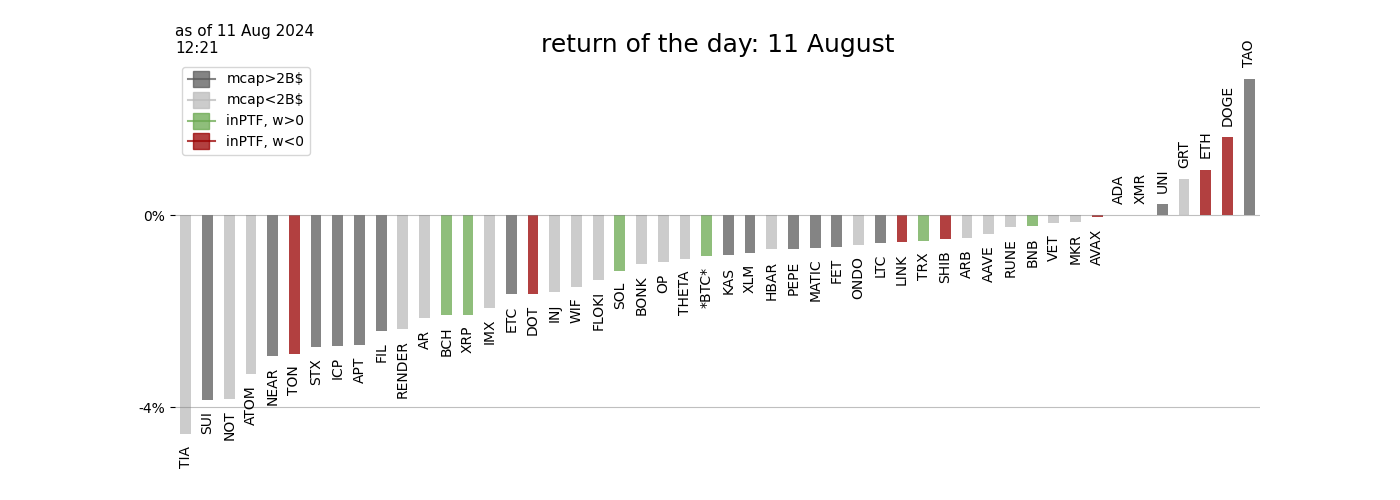 as of 11 Aug 2024
12:21
return of the day: 11 August
mcap>2B$
mcap<2B$
inPTF, w>0
inPTF, w<0
0%
-4%
TIA
SUI
NOT
ATOM
NEAR
TON
STX
ICP
APT
FIL
RENDER
AR
BCH
XRP
IMX
ETC
DOT
INJ
WIF
FLOKI
SOL
BONK
OP
THETA
*BTC*
KAS
XLM
HBAR
PEPE
MATIC
FET
ONDO
LTC
LINK
TRX
SHIB
ARB
AAVE
RUNE
BNB
VET
MKR
AVAX
ADA
XMR
UNI
GRT
ETH
DOGE
TAO